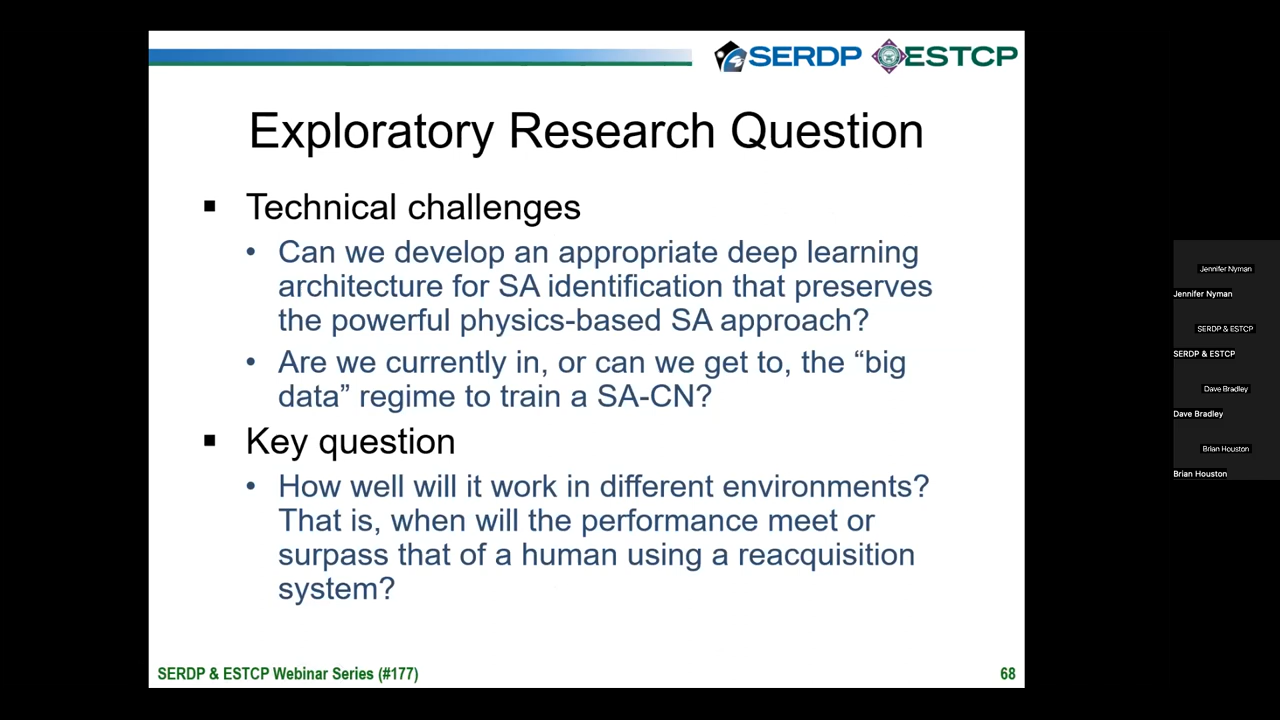 SERDP ESTCP
Exploratory Research Question
▪ Technical challenges
• Can we develop an appropriate deep learning
architecture for SA identification that preserves
the powerful physics-based SA approach?
• Are we currently in, or can we get to, the “big
data” regime to train a SA-CN?
▪ Key question
• How well will it work in different environments?
That is, when will the performance meet or
surpass that of a human using a reacquisition
system?
SERDP & ESTCP Webinar Series (#177)
68
Jennifer Nyman
Jennifer Nyman
SERDP & ESTCP
SERDP & ESTCP
Dave Bradley
Dave Bradley
Brian Houston
Brian Houston